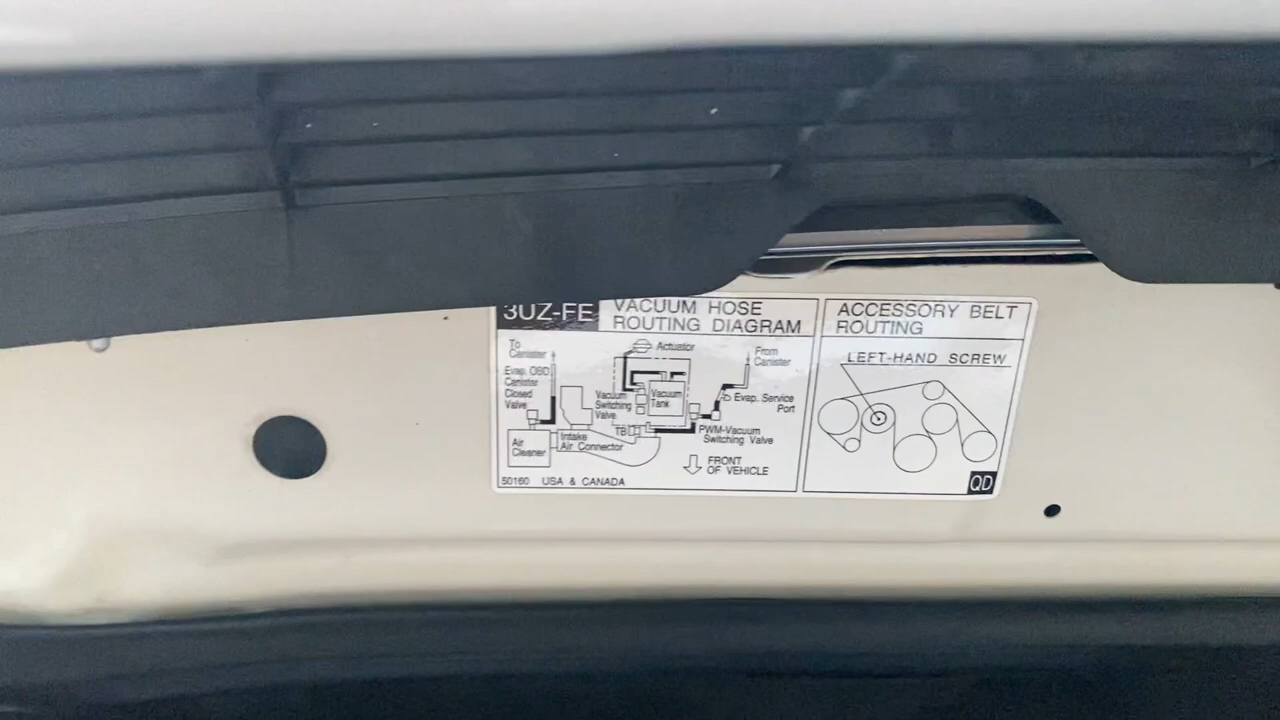 3UZ-FE
VACUUM HOSE
ROUTING DIAGRAM
To
Canister
Evap. OBD
Canister
Closed
Valve
Air
Cleaner
Intake
Air Connector
Vacuum
Switching
Valve
Actuator
Vacuum
Tank
TB
From
Canister
Evap. Service
Port
PWM-Vacuum
Switching Valve
FRONT
OF VEHICLE
50160 USA & CANADA
ACCESSORY BELT
ROUTING
LEFT-HAND SCREW
QD